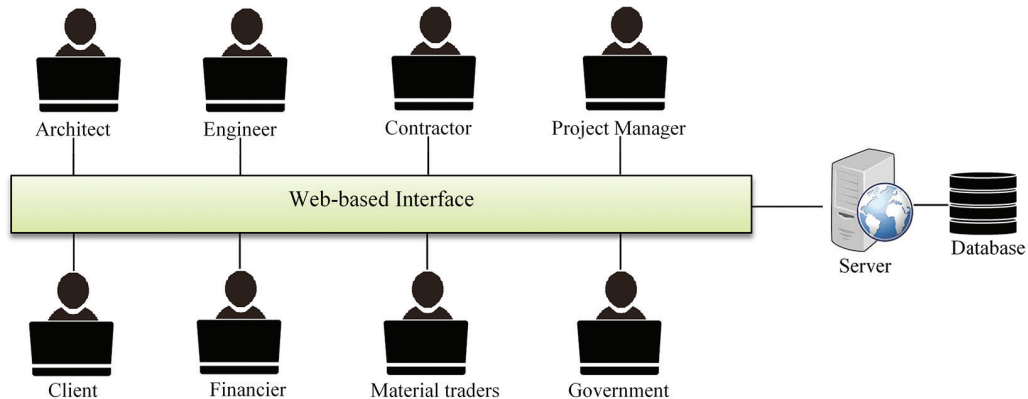 Architect
Engineer
Contractor
Project Manager
Web-based Interface
Server
Database
Client
Financier
Material traders
Government